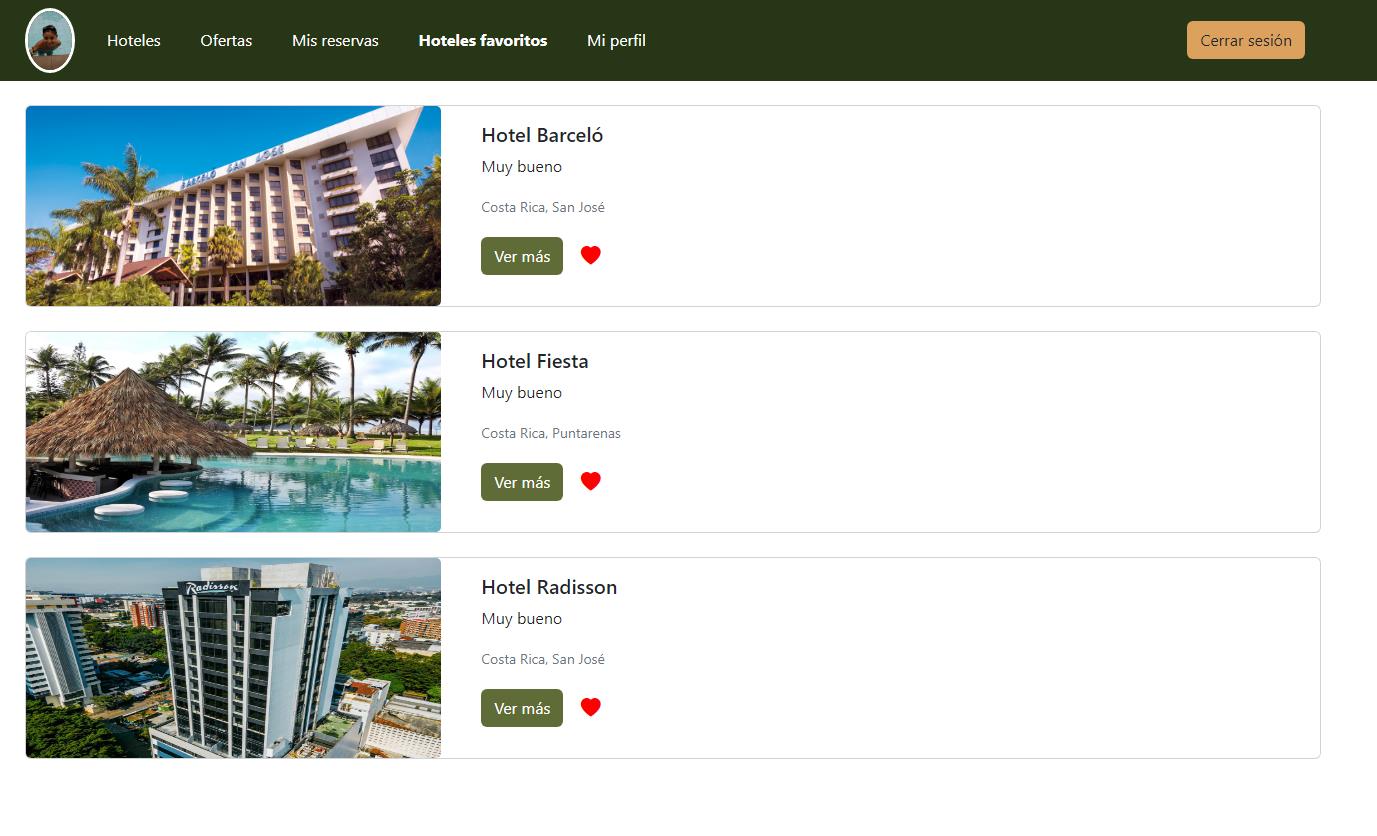 Hoteles Ofertas Mis reservas Hoteles favoritos Mi perfil Cerrar sesión
BARCELÓ SAN JOSÉ
Hotel Barceló
Muy bueno
Costa Rica, San José
Ver más
Hotel Fiesta
Muy bueno
Costa Rica, Puntarenas
Ver más
Radisson
Hotel Radisson
Muy bueno
Costa Rica, San José
Ver más